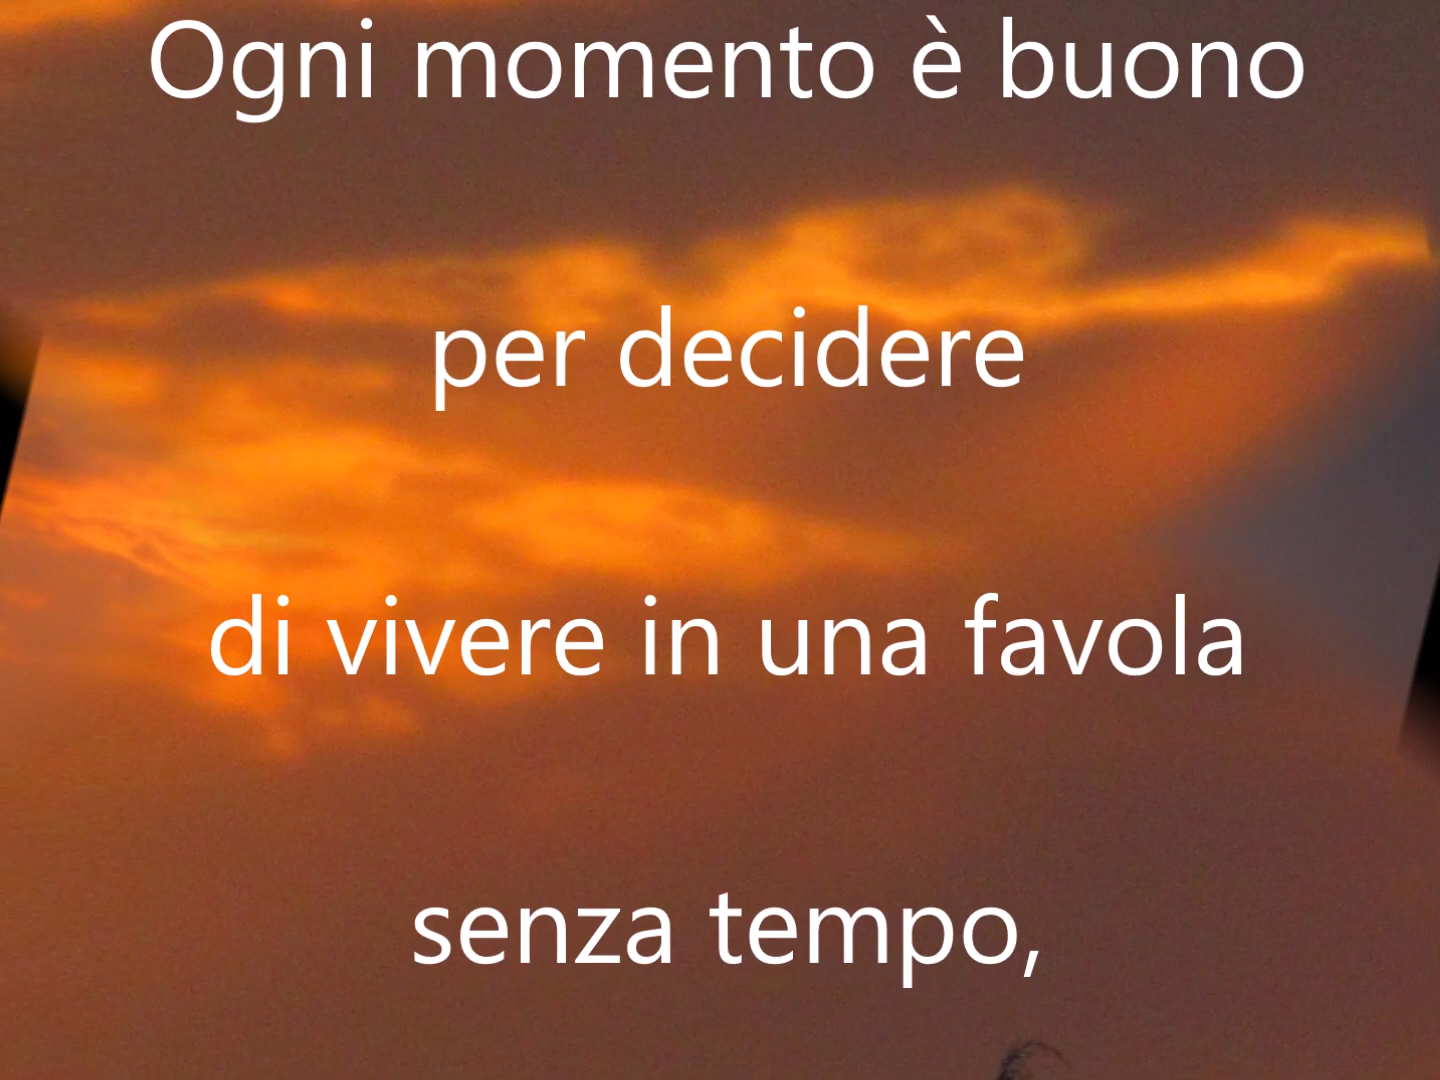 Ogni momento è buono
per decidere
di vivere in una favola
senza tempo,